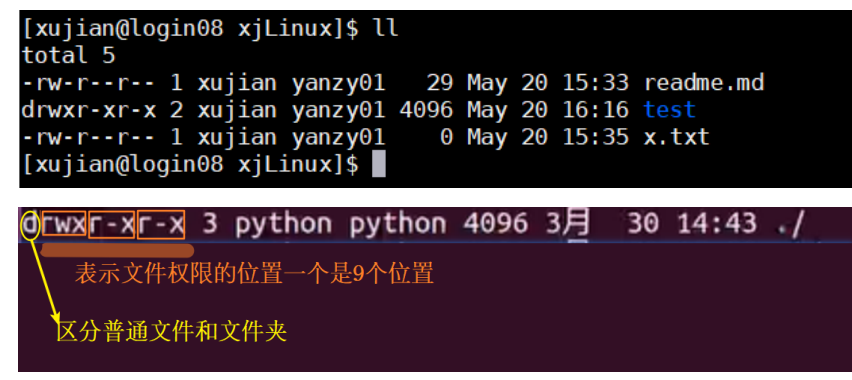 [xujian@login08 xjLinux]$ ll
total 5
-rw-r--r-- 1 xujian yanzy01   29 May 20 15:33 readme.md
drwxr-xr-x 2 xujian yanzy01 4096 May 20 16:16 test
-rw-r--r-- 1 xujian yanzy01    0 May 20 15:35 x.txt
[xujian@login08 xjLinux]$
drwxr-xr-x 3 python python 4096 3月  30 14:43 ./
表示文件权限的位置一个是9个位置
区分普通文件和文件夹